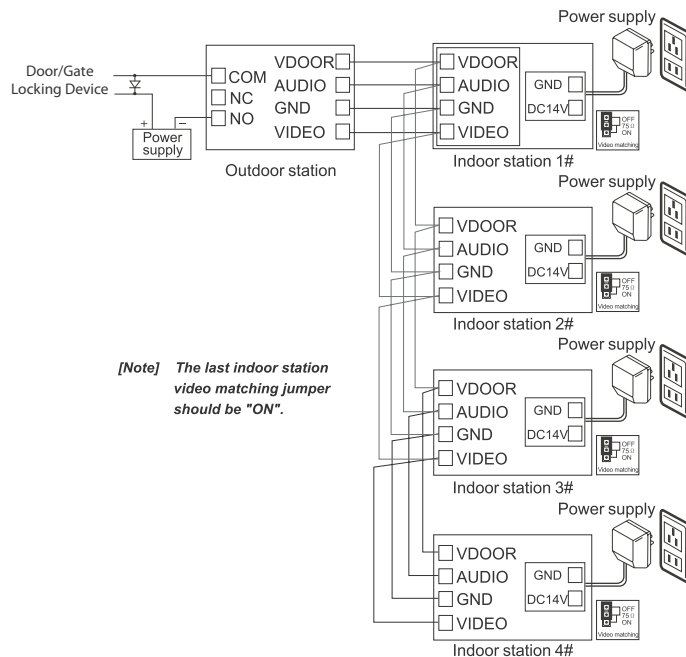 Power supply
Door/Gate
Locking Device
+ −
Power
supply
COM
NC
NO
VDOOR
AUDIO
GND
VIDEO
Outdoor station
VDOOR
AUDIO
GND
VIDEO
GND
DC14V
OFF
75Ω
ON
Video matching
Indoor station 1#
Power supply
VDOOR
AUDIO
GND
VIDEO
GND
DC14V
OFF
75Ω
ON
Video matching
Indoor station 2#
Power supply
[Note] The last indoor station
video matching jumper
should be "ON".
VDOOR
AUDIO
GND
VIDEO
GND
DC14V
OFF
75Ω
ON
Video matching
Indoor station 3#
Power supply
VDOOR
AUDIO
GND
VIDEO
GND
DC14V
OFF
75Ω
ON
Video matching
Indoor station 4#